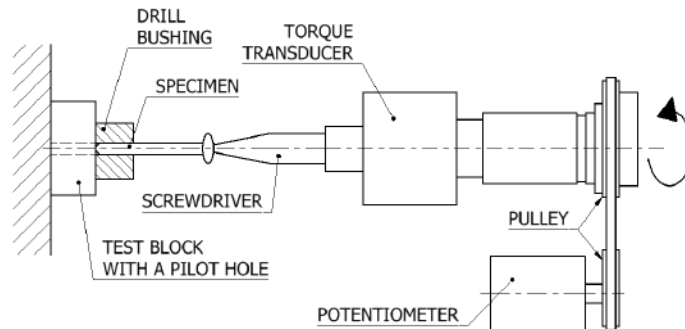 DRILL
BUSHING
SPECIMEN
TORQUE
TRANSDUCER
SCREWDRIVER
TEST BLOCK
WITH A PILOT HOLE
PULLEY
POTENTIOMETER